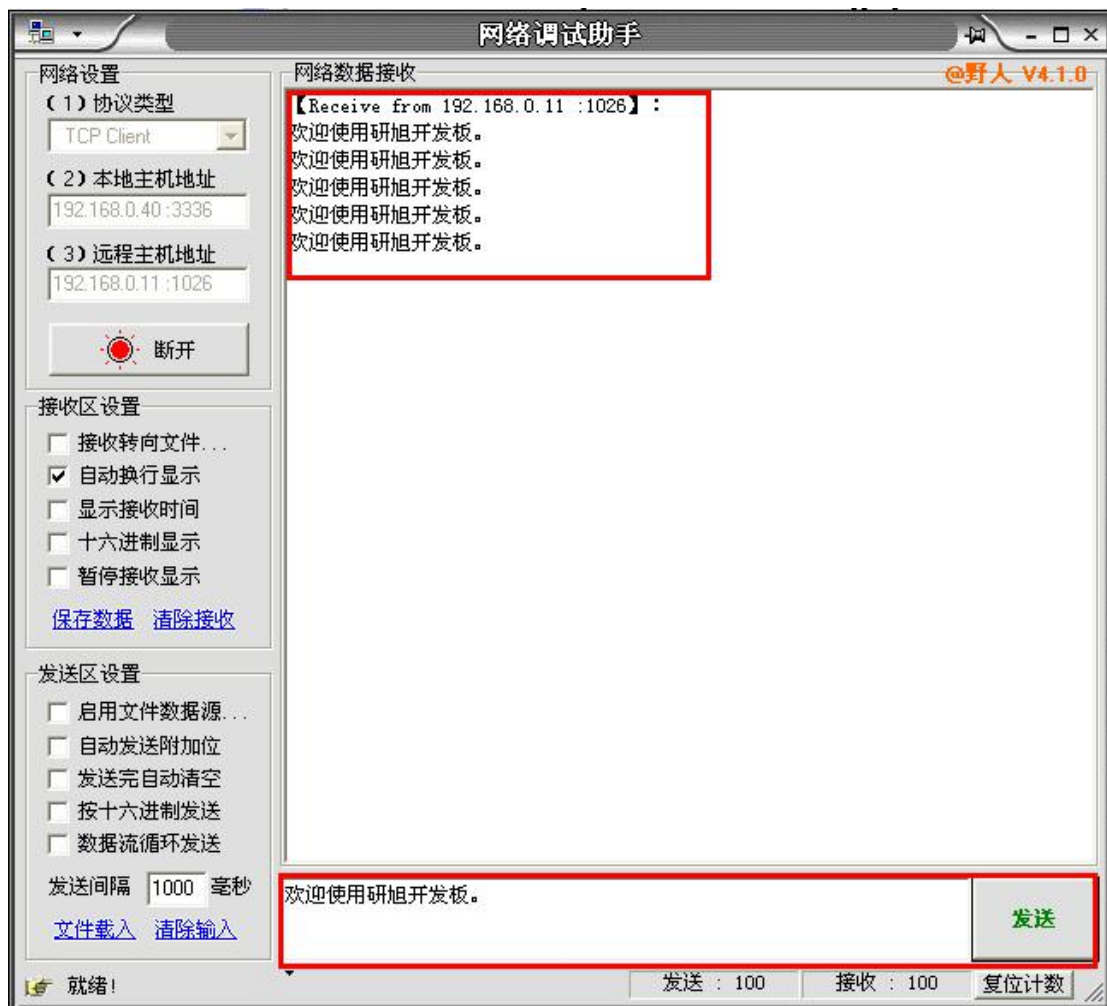 网络调试助手
网络设置
(1)协议类型
TCP Client
(2)本地主机地址
192.168.0.40 :3336
(3)远程主机地址
192.168.0.11 :1026
断开
接收区设置
接收转向文件...
自动换行显示
显示接收时间
十六进制显示
暂停接收显示
保存数据 清除接收
发送区设置
启用文件数据源...
自动发送附加位
发送完自动清空
按十六进制发送
数据流循环发送
发送间隔 1000 毫秒
文件载入 清除输入
网络数据接收
@野人 V4.1.0
【Receive from 192.168.0.11 :1026】:
欢迎使用研旭开发板。
欢迎使用研旭开发板。
欢迎使用研旭开发板。
欢迎使用研旭开发板。
欢迎使用研旭开发板。
欢迎使用研旭开发板。
发送
就绪!
发送 : 100
接收 : 100
复位计数